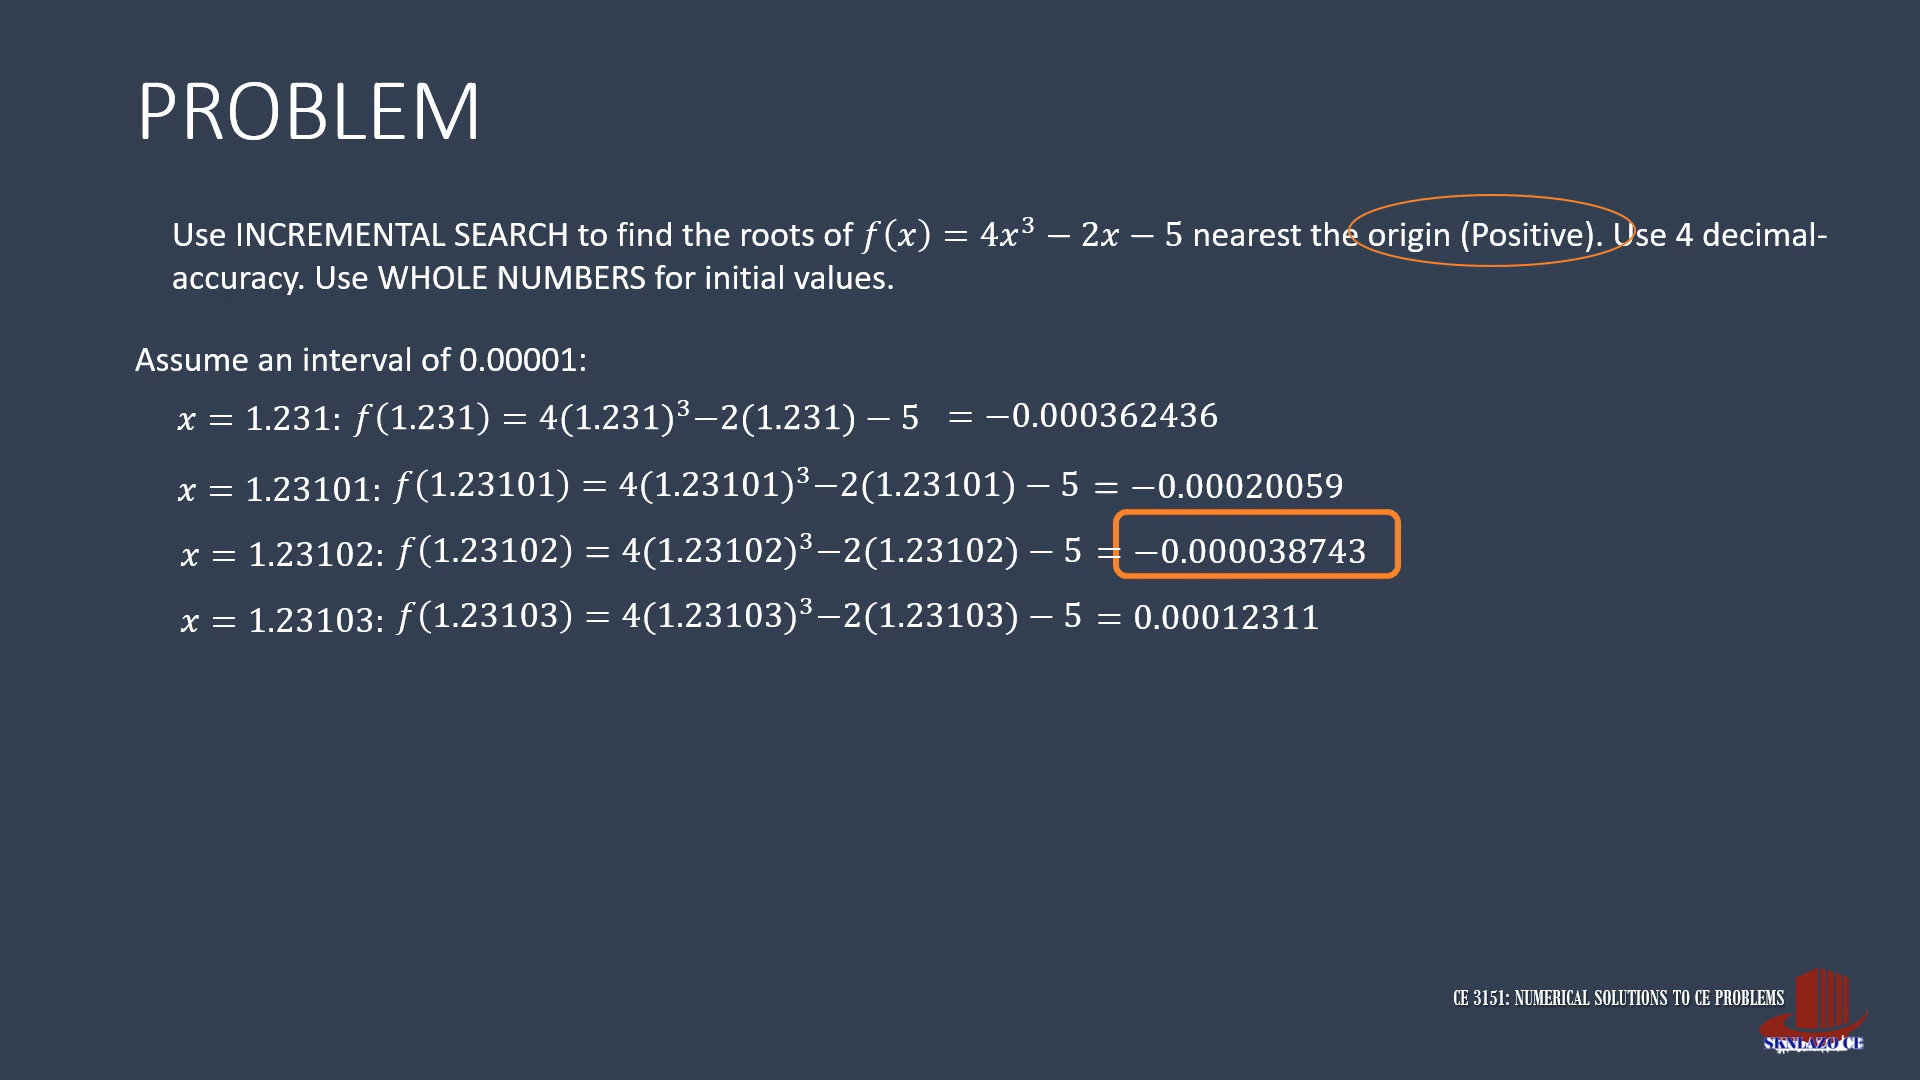 PROBLEM
Use INCREMENTAL SEARCH to find the roots of f(x) = 4x³ − 2x − 5 nearest the origin (Positive). Use 4 decimal-
accuracy. Use WHOLE NUMBERS for initial values.
Assume an interval of 0.00001:
x = 1.231: f(1.231) = 4(1.231)³−2(1.231) − 5 = −0.000362436
x = 1.23101: f(1.23101) = 4(1.23101)³−2(1.23101) − 5 = −0.00020059
x = 1.23102: f(1.23102) = 4(1.23102)³−2(1.23102) − 5 = −0.000038743
x = 1.23103: f(1.23103) = 4(1.23103)³−2(1.23103) − 5 = 0.00012311
CE 3151: NUMERICAL SOLUTIONS TO CE PROBLEMS
SKNLAZO CE